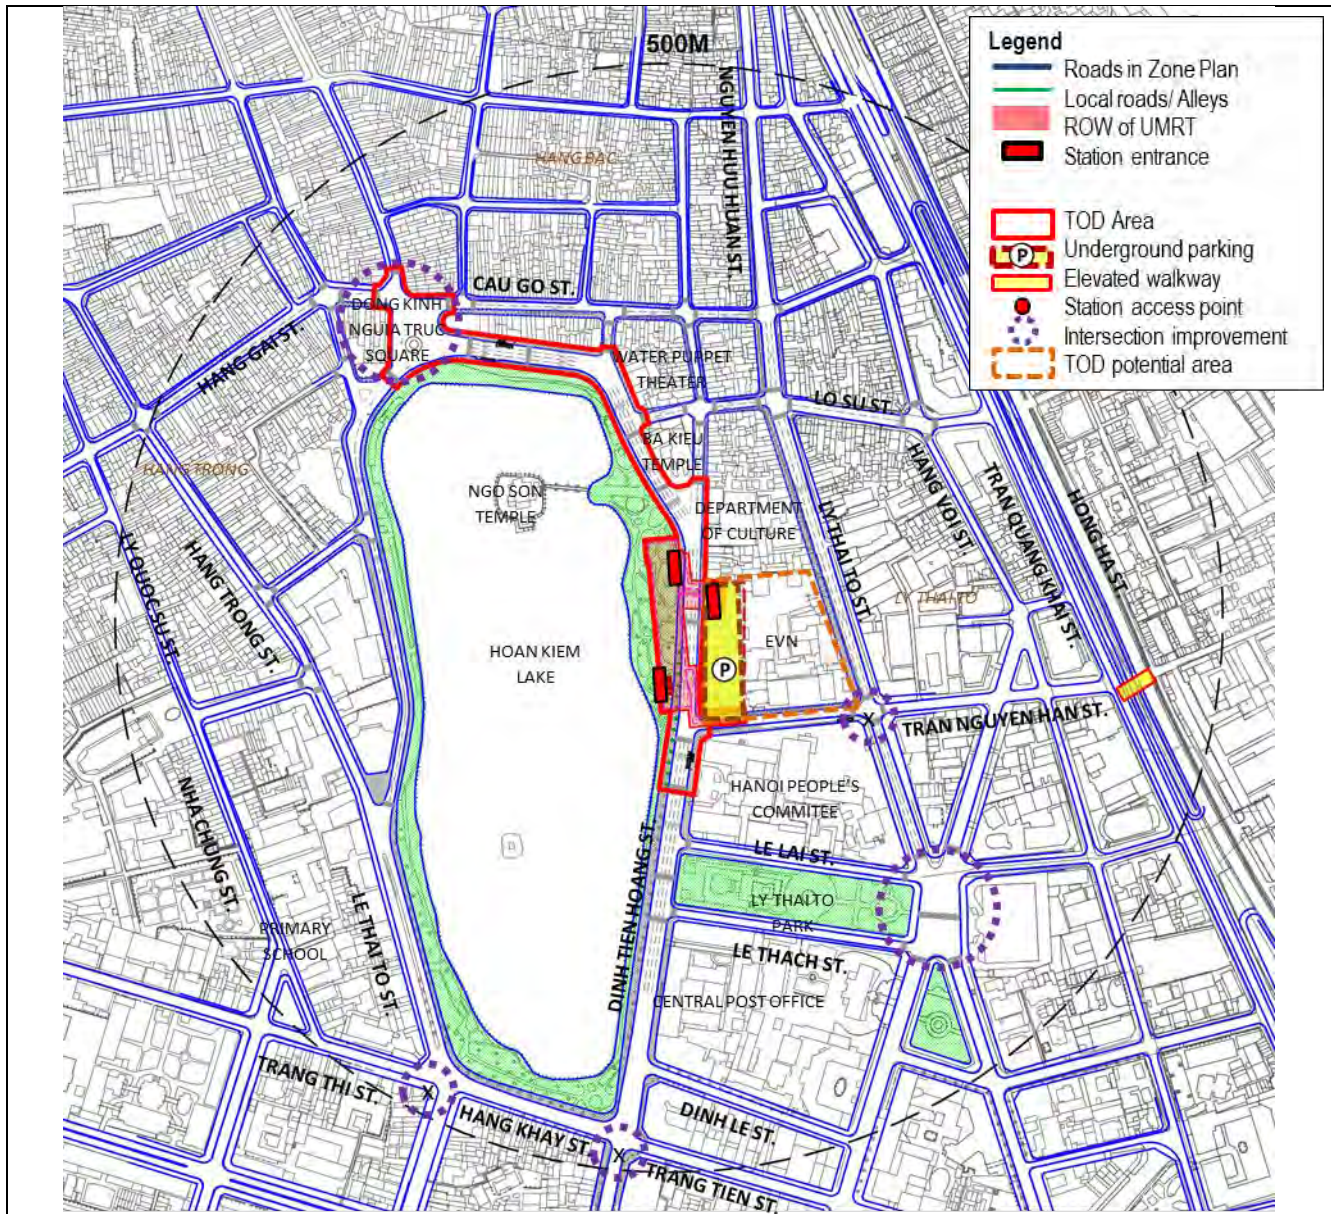 500M
NGUYEN HUU HUAN ST.
Legend
Roads in Zone Plan
Local roads/ Alleys
ROW of UMRT
Station entrance
TOD Area
P
Underground parking
Elevated walkway
Station access point
Intersection improvement
TOD potential area
HANG BAC
CAU GO ST.
DONG KINH
NGUIA TRUC
SQUARE
HANG GAI ST.
WATER PUPPET
THEATER
LO SU ST.
BA KIEU
TEMPLE
HANG TRONG
NGO SON
TEMPLE
DEPARTMENT
OF CULTURE
LY THAI TO ST.
HANG VOI ST.
TRAN QUANG KHAI ST.
HONG HA ST.
LY QUOC SU ST.
HANG TRONG ST.
LY THAI TO
HOAN KIEM
LAKE
EVN
P
X
TRAN NGUYEN HAN ST.
HANOI PEOPLE'S
COMMITEE
NHA CHUNG ST.
LE LAI ST.
LE THAI TO ST.
PRIMARY
SCHOOL
DINH TIEN HOANG ST.
LY THAI TO
PARK
LE THACH ST.
CENTRAL POST OFFICE
TRANG THI ST.
X
HANG KHAY ST.
DINH LE ST.
X
TRANG TIEN ST.